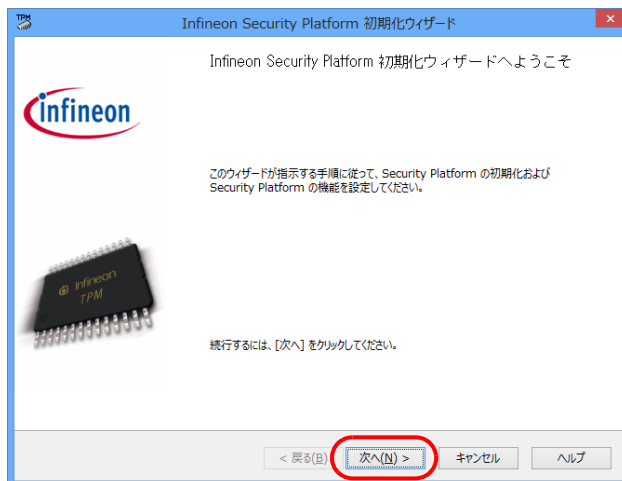 TPM
Infineon Security Platform 初期化ウィザード
Infineon Security Platform 初期化ウィザードへようこそ
infineon
このウィザードが指示する手順に従って、Security Platform の初期化および
Security Platform の機能を設定してください。
infineon
TPM
続行するには、[次へ] をクリックしてください。
< 戻る(B)
次へ(N) >
キャンセル
ヘルプ